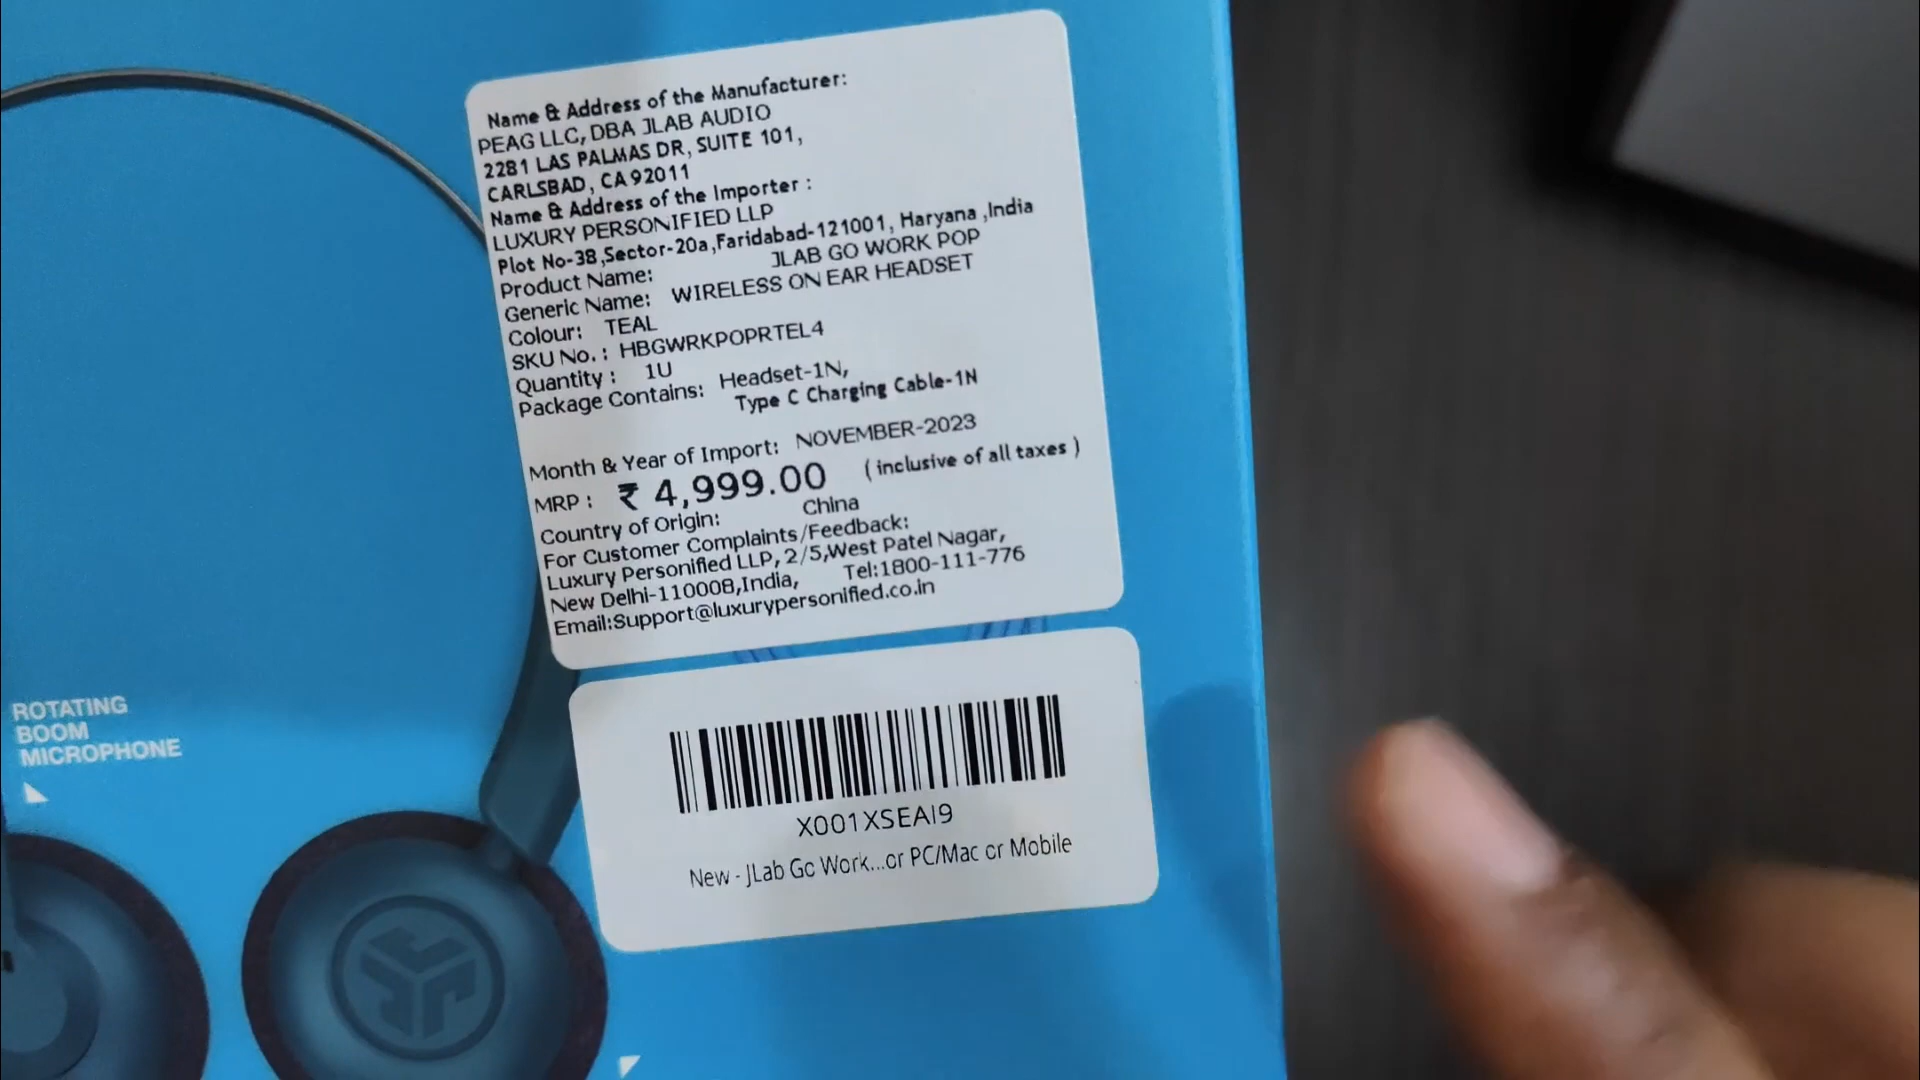 Name & Address of the Manufacturer:
PEAG LLC, DBA JLAB AUDIO
2281 LAS PALMAS DR, SUITE 101,
CARLSBAD, CA 92011
Name & Address of the Importer :
LUXURY PERSONIFIED LLP
Plot No-38,Sector-20a,Faridabad-121001, Haryana ,India
Product Name: JLAB GO WORK POP
Generic Name: WIRELESS ON EAR HEADSET
Colour: TEAL
SKU No. : HBGWRKPOPRTEL4
Quantity : 1U
Package Contains: Headset-1N,
Type C Charging Cable-1N
Month & Year of Import: NOVEMBER-2023
MRP : ₹ 4,999.00 ( inclusive of all taxes )
Country of Origin: China
For Customer Complaints/Feedback:
Luxury Personified LLP, 2/5,West Patel Nagar,
New Delhi-110008,India, Tel:1800-111-776
Email:Support@luxurypersonified.co.in
ROTATING
BOOM
MICROPHONE
X001XSEAI9
New - JLab Go Work...or PC/Mac or Mobile